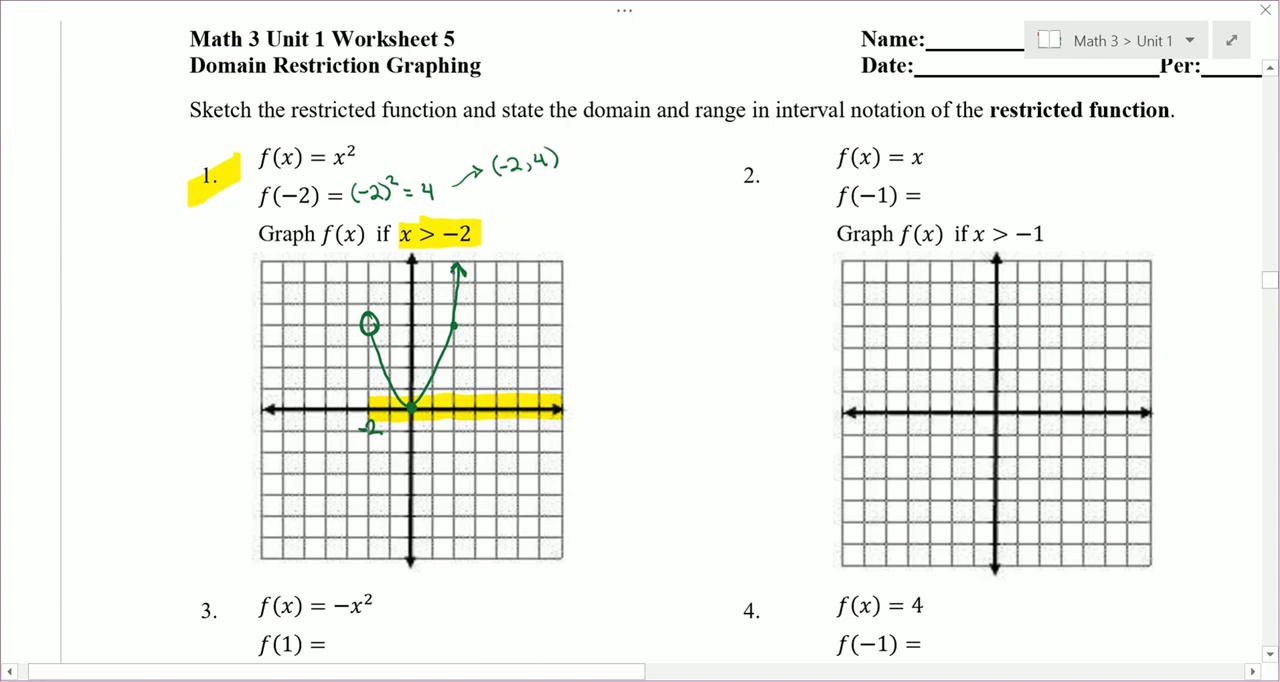 Math 3 Unit 1 Worksheet 5
Domain Restriction Graphing
Name:
Date: Per:
Math 3 > Unit 1
Sketch the restricted function and state the domain and range in interval notation of the restricted function.
1. f(x) = x²
f(−2) = (-2)² = 4 → (-2, 4)
Graph f(x) if x > −2
-2
2. f(x) = x
f(−1) =
Graph f(x) if x > −1
3. f(x) = −x²
f(1) =
4. f(x) = 4
f(−1) =